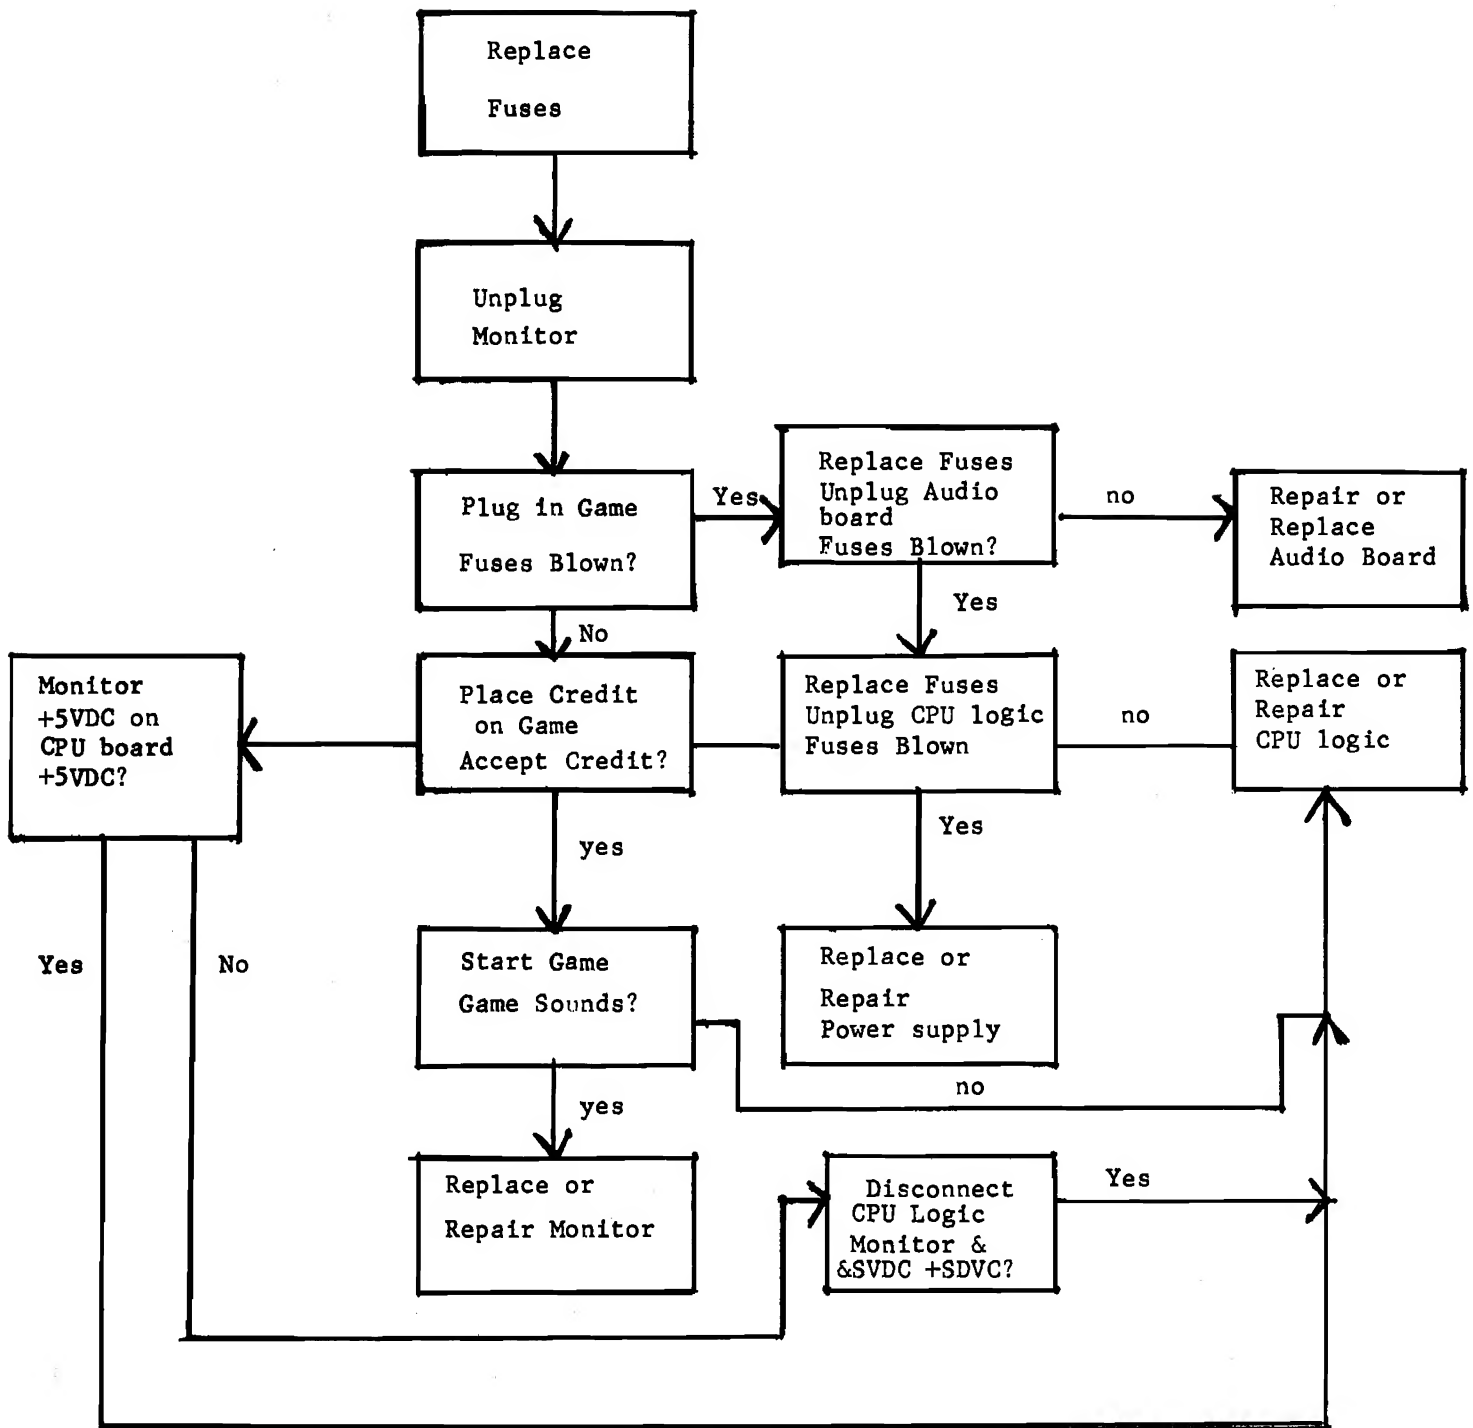 Replace
Fuses
Unplug
Monitor
Plug in Game
Fuses Blown?
Yes
Replace Fuses
Unplug Audio
board
Fuses Blown?
no
Repair or
Replace
Audio Board
No
Yes
Monitor
+5VDC on
CPU board
+5VDC?
Place Credit
on Game
Accept Credit?
Replace Fuses
Unplug CPU logic
Fuses Blown
no
Replace or
Repair
CPU logic
yes
Yes
Yes
No
Start Game
Game Sounds?
Replace or
Repair
Power supply
no
yes
Replace or
Repair Monitor
Disconnect
CPU Logic
Monitor &
&SVDC +SDVC?
Yes